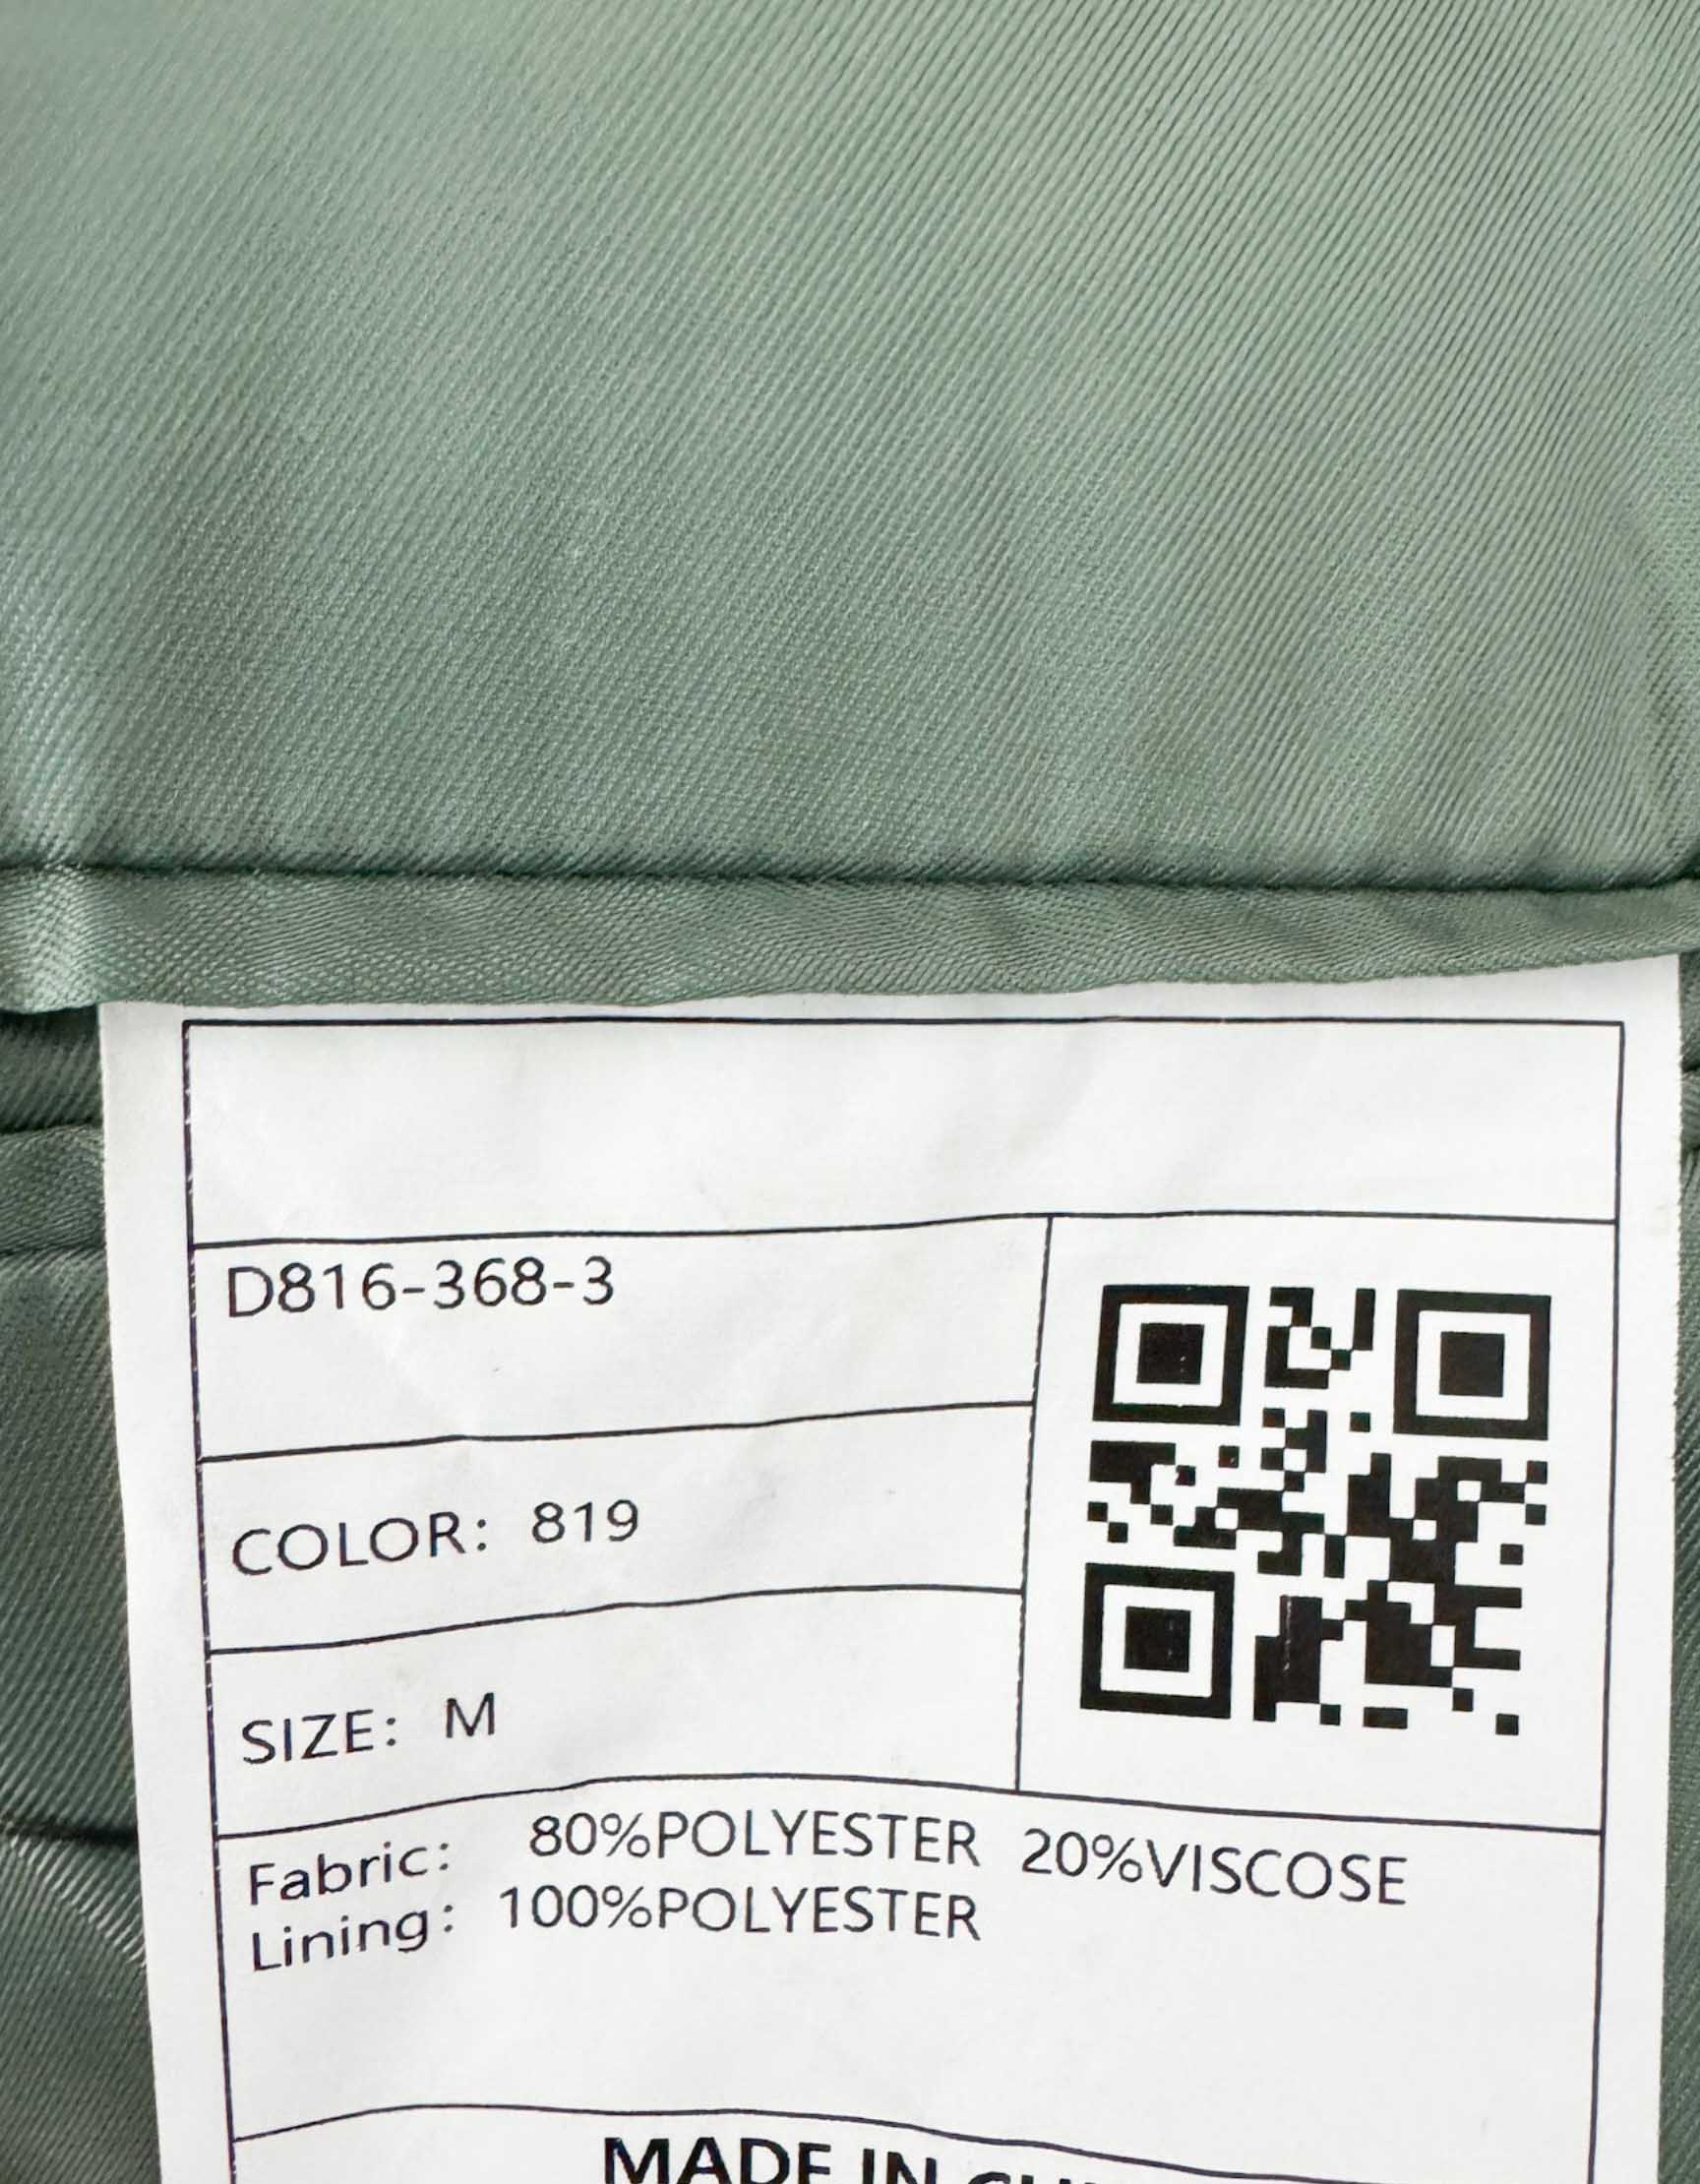 D816-368-3
COLOR: 819
SIZE: M
Fabric: 80%POLYESTER 20%VISCOSE
Lining: 100%POLYESTER
MADE IN